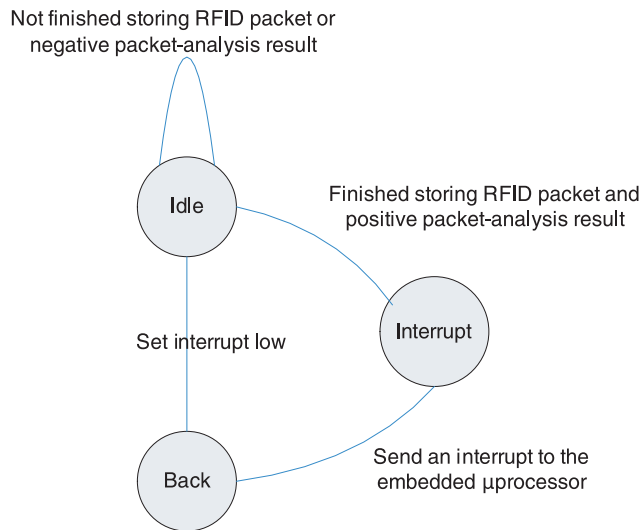 Not finished storing RFID packet or
negative packet-analysis result
Idle
Finished storing RFID packet and
positive packet-analysis result
Interrupt
Set interrupt low
Send an interrupt to the
embedded μprocessor
Back